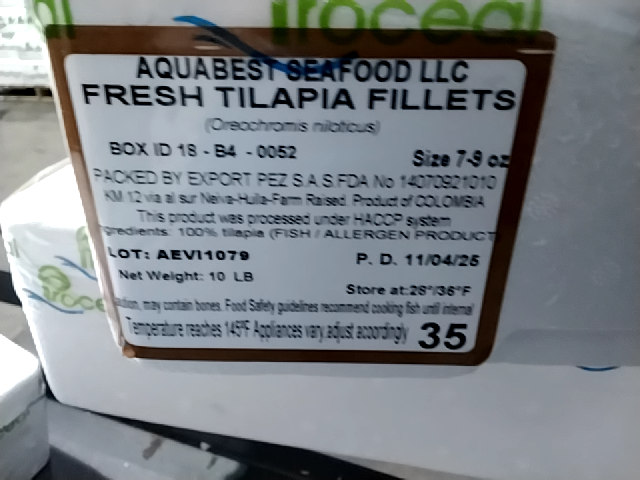 Proceal
AQUABEST SEAFOOD LLC
FRESH TILAPIA FILLETS
(Oreochromis niloticus)
BOX ID 18 - B4 - 0052
Size 7-9 oz
PACKED BY EXPORT PEZ S.A.S.FDA No 14070921010
KM 12 via al sur Neiva-Huila-Farm Raised. Product of COLOMBIA
This product was processed under HACCP system
gredients: 100% tilapia (FISH / ALLERGEN PRODUCT
LOT: AEVI1079
P. D. 11/04/25
Net Weight: 10 LB
Store at:28°/36°F
may contain bones. Food Safety guidelines recommend cooking fish until internal
Temperature reaches 145ºF Appliances vary, adjust accordingly
35
Proceal